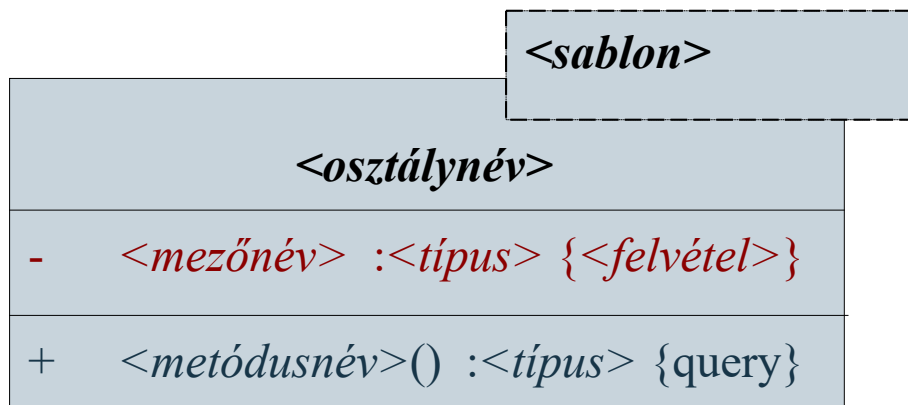 <sablon>
<osztálynév>
- <mezőnév> :<típus> {<felvétel>}
+ <metódusnév>() :<típus> {query}